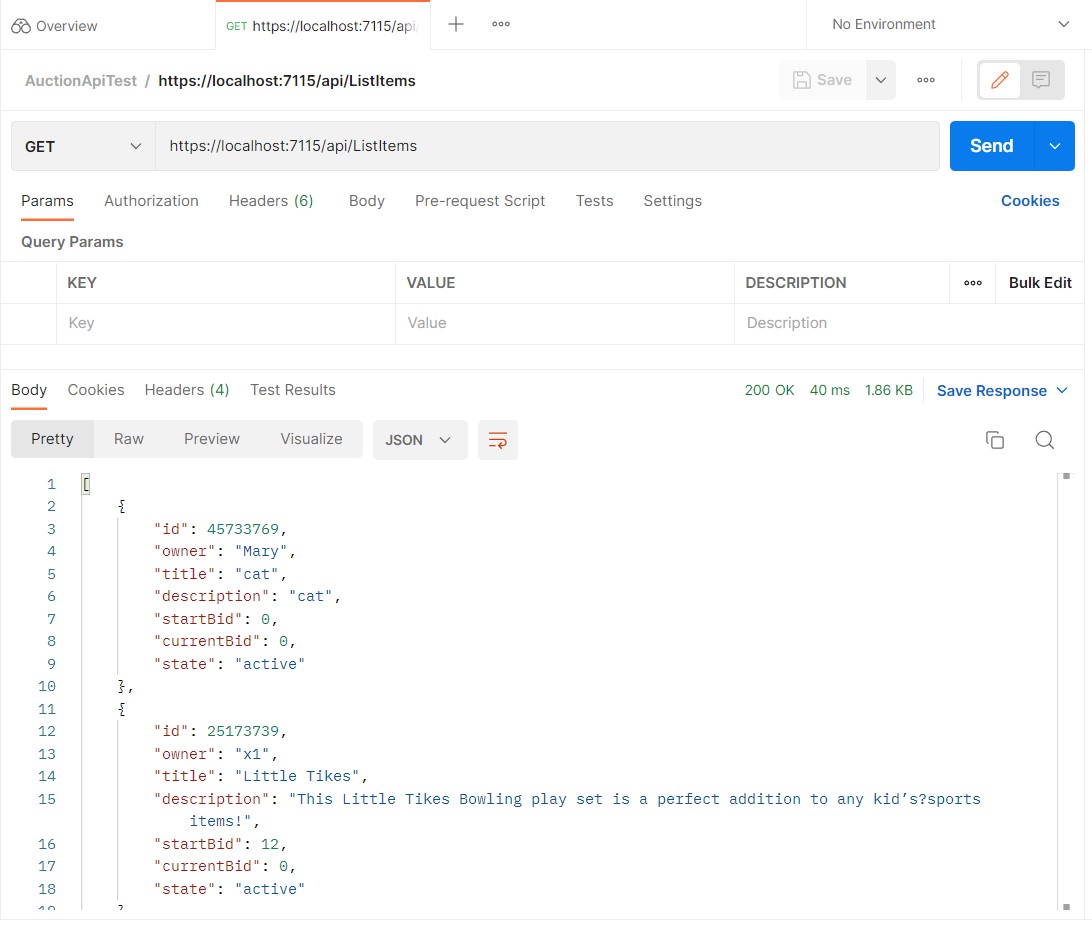 Overview
GET https://localhost:7115/api/
No Environment
AuctionApiTest / https://localhost:7115/api/ListItems
Save
GET https://localhost:7115/api/ListItems Send
Params Authorization Headers (6) Body Pre-request Script Tests Settings Cookies
Query Params
KEY VALUE DESCRIPTION Bulk Edit
Key Value Description
Body Cookies Headers (4) Test Results 200 OK 40 ms 1.86 KB Save Response
Pretty Raw Preview Visualize JSON
1 [
2 {
3 "id": 45733769,
4 "owner": "Mary",
5 "title": "cat",
6 "description": "cat",
7 "startBid": 0,
8 "currentBid": 0,
9 "state": "active"
10 },
11 {
12 "id": 25173739,
13 "owner": "x1",
14 "title": "Little Tikes",
15 "description": "This Little Tikes Bowling play set is a perfect addition to any kid’s?sports
items!",
16 "startBid": 12,
17 "currentBid": 0,
18 "state": "active"